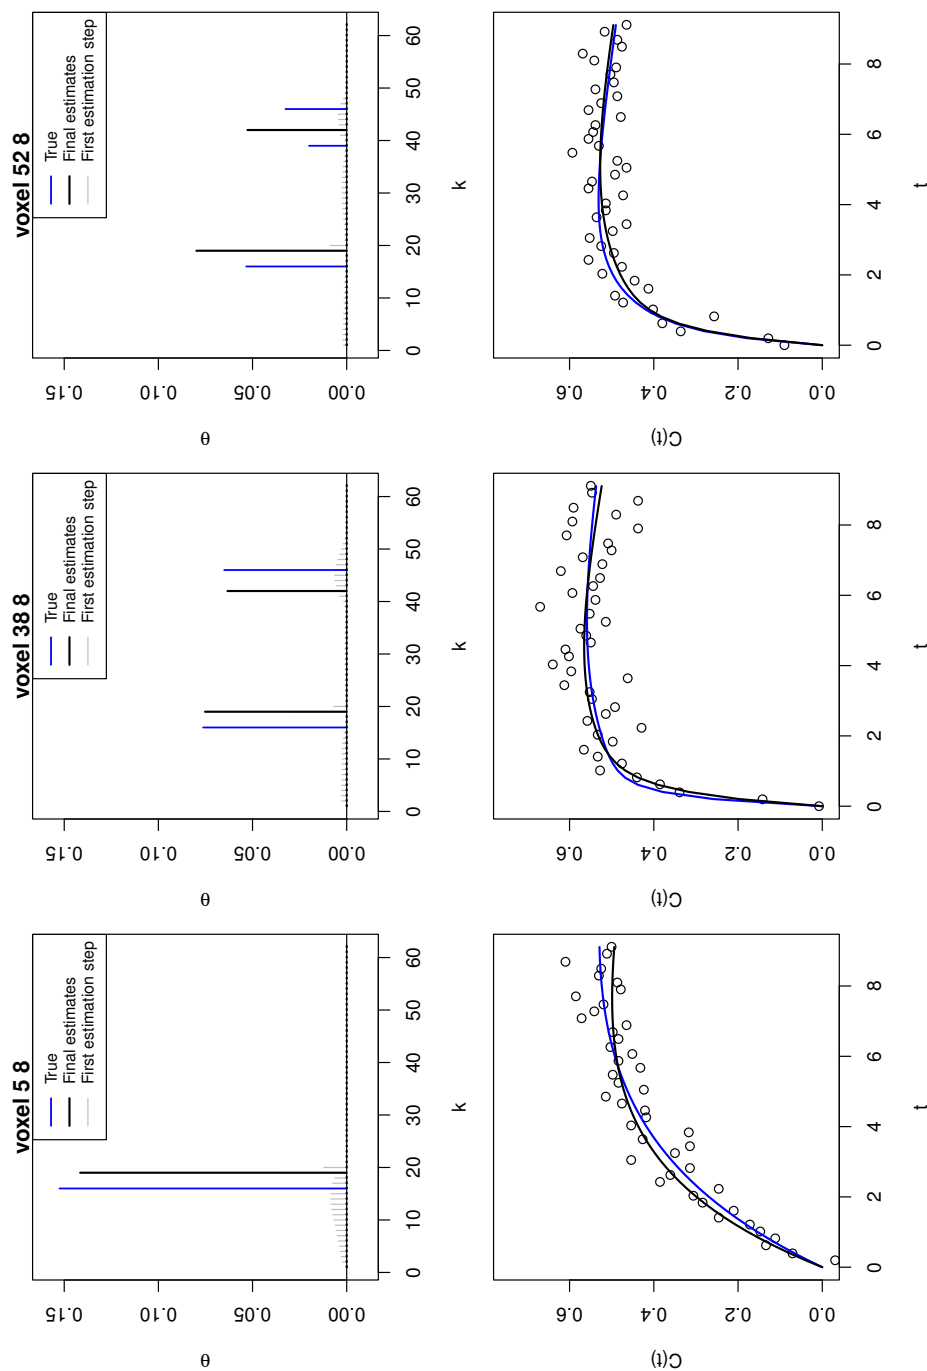 voxel 5 8
True
Final estimates
First estimation step
θ
0.15
0.10
0.05
0.00
0 10 20 30 40 50 60
k
voxel 38 8
True
Final estimates
First estimation step
θ
0.15
0.10
0.05
0.00
0 10 20 30 40 50 60
k
voxel 52 8
True
Final estimates
First estimation step
θ
0.15
0.10
0.05
0.00
0 10 20 30 40 50 60
k
C(t)
0.6
0.4
0.2
0.0
0 2 4 6 8
t
C(t)
0.6
0.4
0.2
0.0
0 2 4 6 8
t
C(t)
0.6
0.4
0.2
0.0
0 2 4 6 8
t